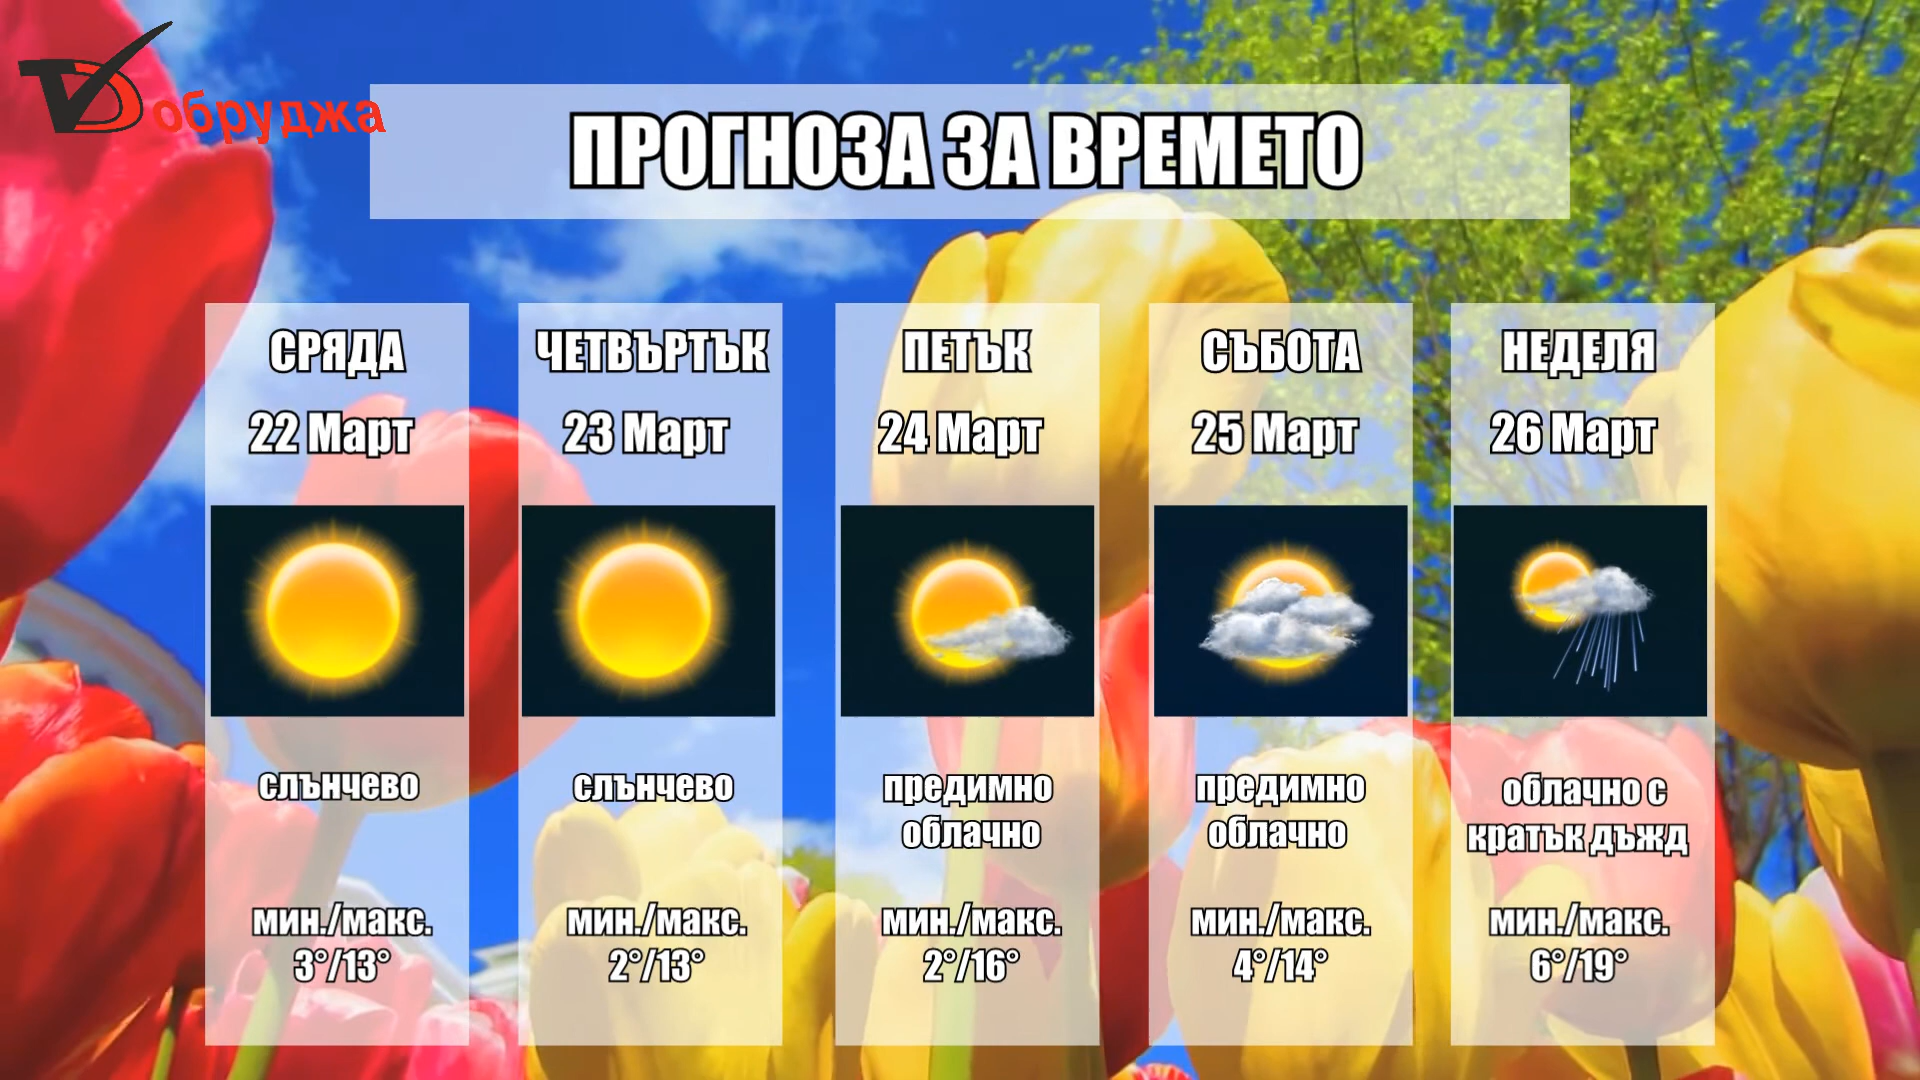 TV Добруджа
ПРОГНОЗА ЗА ВРЕМЕТО
СРЯДА
22 Март
слънчево
мин./макс.
3°/13°
ЧЕТВЪРТЪК
23 Март
слънчево
мин./макс.
2°/13°
ПЕТЪК
24 Март
предимно
облачно
мин./макс.
2°/16°
СЪБОТА
25 Март
предимно
облачно
мин./макс.
4°/14°
НЕДЕЛЯ
26 Март
облачно с
кратък дъжд
мин./макс.
6°/19°